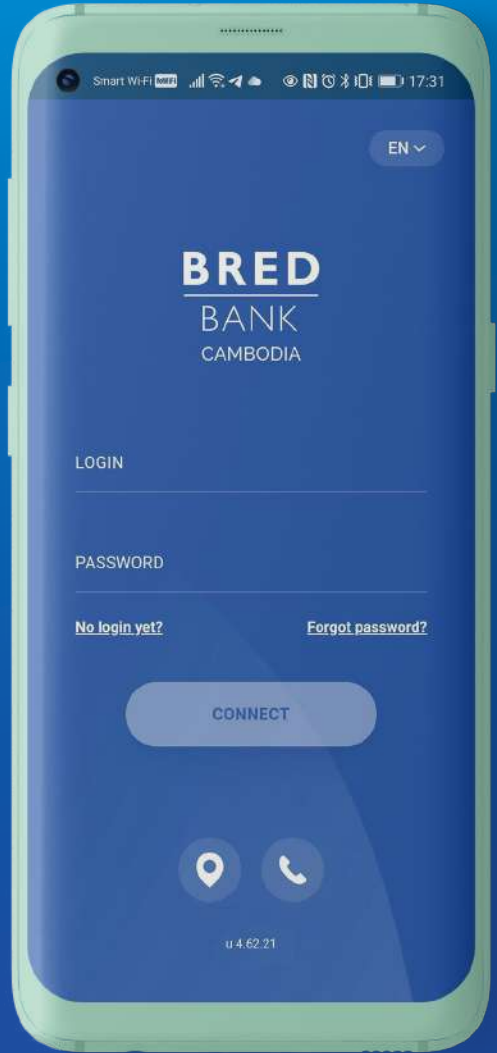 Smart Wi-Fi MiFi 17:31
EN
BRED
BANK
CAMBODIA
LOGIN
PASSWORD
No login yet? Forgot password?
CONNECT
u 4.62.21